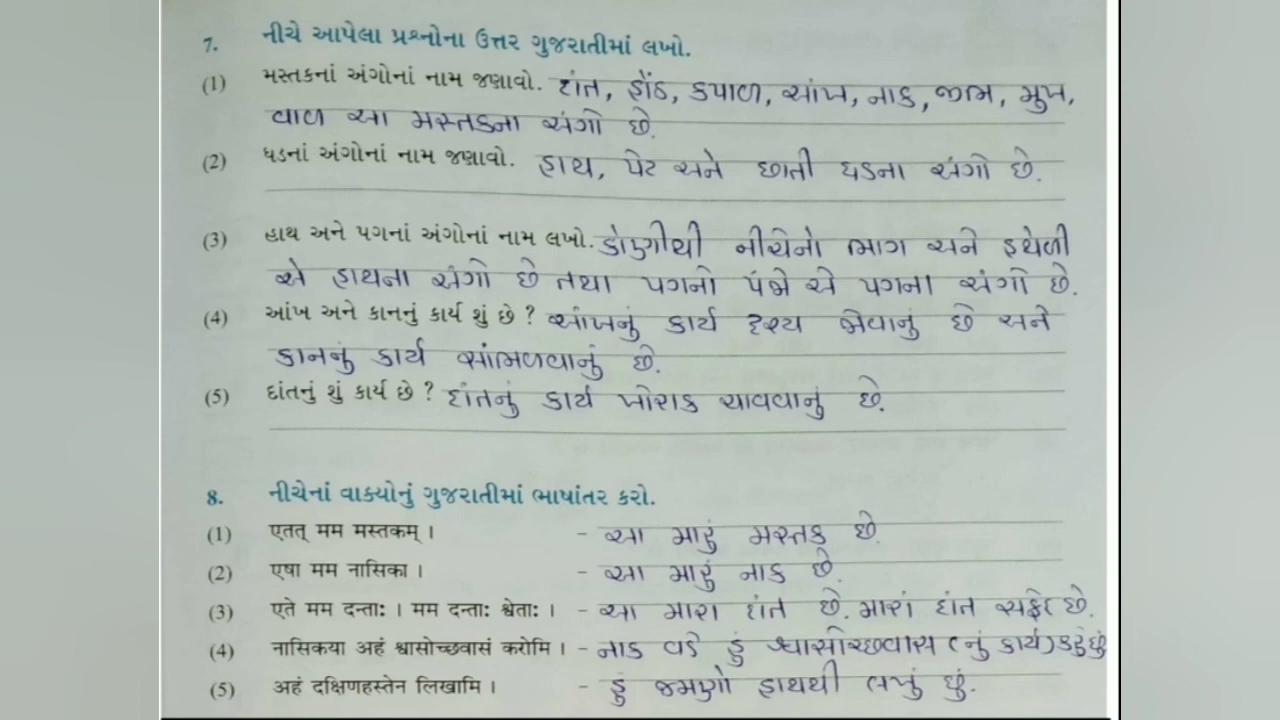 7. નીચે આપેલા પ્રશ્નોના ઉત્તર ગુજરાતીમાં લખો.
(1) મસ્તકનાં અંગોનાં નામ જણાવો. દાંત, હોંઠ, કપાળ, આંખ, નાક, જીભ, મુખ,
વાળ આ મસ્તકના અંગો છે.
(2) ધડનાં અંગોનાં નામ જણાવો. હાથ, પેટ અને છાતી ધડના અંગો છે.
(3) હાથ અને પગનાં અંગોનાં નામ લખો. કોણીથી નીચેનો ભાગ અને હથેળી
એ હાથના અંગો છે તથા પગનો પંજો એ પગના અંગો છે.
(4) આંખ અને કાનનું કાર્ય શું છે ? આંખનું કાર્ય દૃશ્ય જોવાનું છે અને
કાનનું કાર્ય સાંભળવાનું છે.
(5) દાંતનું શું કાર્ય છે ? દાંતનું કાર્ય ખોરાક ચાવવાનું છે.
8. નીચેનાં વાક્યોનું ગુજરાતીમાં ભાષાંતર કરો.
(1) एतत् मम मस्तकम् । - આ મારું મસ્તક છે
(2) एषा मम नासिका । - આ મારું નાક છે.
(3) एते मम दन्ताः । मम दन्ताः श्वेताः । - આ મારા દાંત છે. મારાં દાંત સફેદ છે.
(4) नासिकया अहं श्वासोच्छवासं करोमि । - નાક વડે હું શ્વાસોચ્છવાસ (નું કાર્ય) કરું છું
(5) अहं दक्षिणहस्तेन लिखामि । - હું જમણો હાથથી લખું છું.